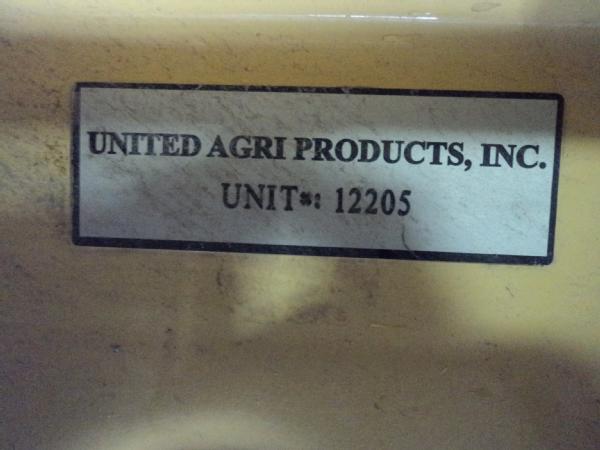 UNITED AGRI PRODUCTS, INC.
UNIT#: 12205